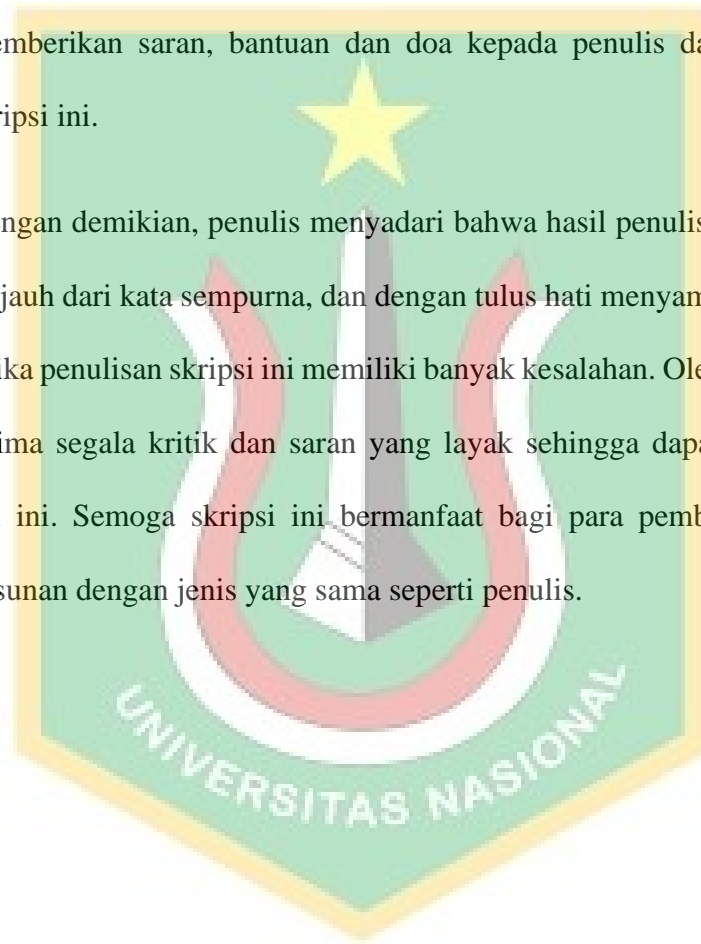 emberikan saran, bantuan dan doa kepada penulis da
ripsi ini.
engan demikian, penulis menyadari bahwa hasil penulis
jauh dari kata sempurna, dan dengan tulus hati menyam
ika penulisan skripsi ini memiliki banyak kesalahan. Ole
ima segala kritik dan saran yang layak sehingga dapa
ini. Semoga skripsi ini bermanfaat bagi para pemb
sunan dengan jenis yang sama seperti penulis.
UNIVERSITAS NASIONAL